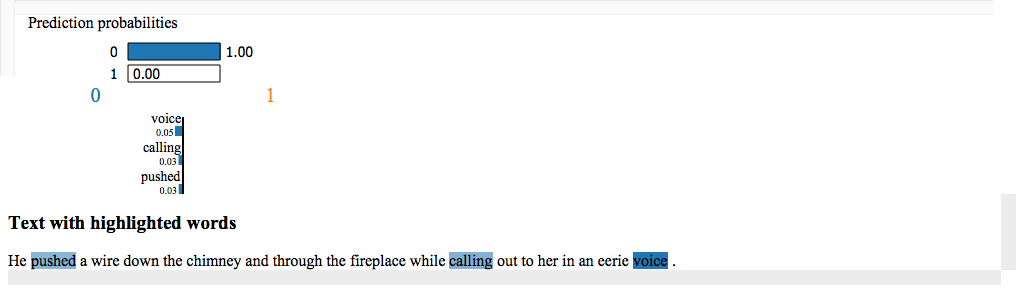 Prediction probabilities
0 1.00
1 0.00
0 1
voice
0.05
calling
0.03
pushed
0.03
Text with highlighted words
He pushed a wire down the chimney and through the fireplace while calling out to her in an eerie voice .